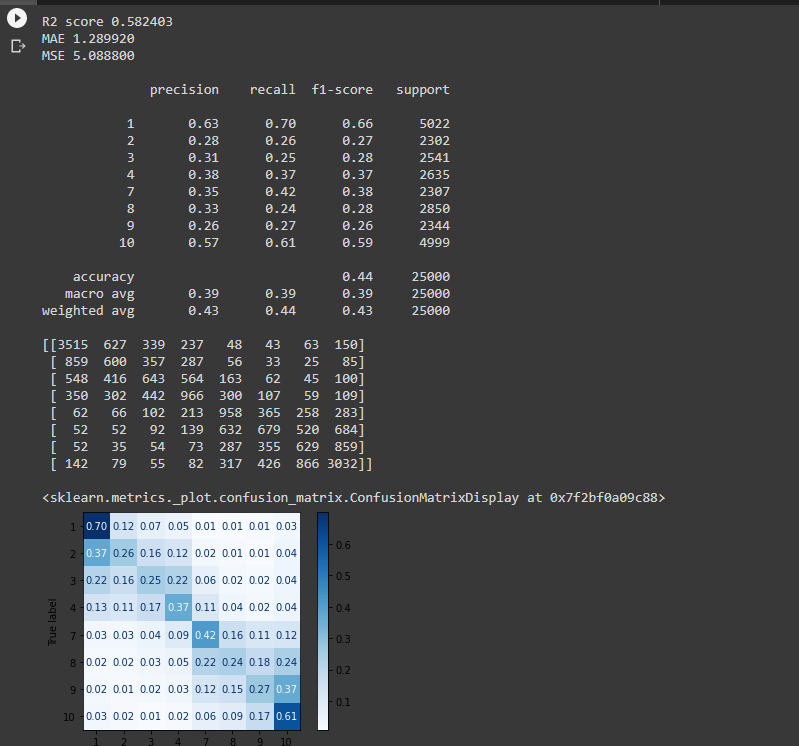 R2 score 0.582403
MAE 1.289920
MSE 5.088800
precision recall f1-score support
1 0.63 0.70 0.66 5022
2 0.28 0.26 0.27 2302
3 0.31 0.25 0.28 2541
4 0.38 0.37 0.37 2635
7 0.35 0.42 0.38 2307
8 0.33 0.24 0.28 2850
9 0.26 0.27 0.26 2344
10 0.57 0.61 0.59 4999
accuracy 0.44 25000
macro avg 0.39 0.39 0.39 25000
weighted avg 0.43 0.44 0.43 25000
[[3515 627 339 237 48 43 63 150]
[ 859 600 357 287 56 33 25 85]
[ 548 416 643 564 163 62 45 100]
[ 350 302 442 966 300 107 59 109]
[ 62 66 102 213 958 365 258 283]
[ 52 52 92 139 632 679 520 684]
[ 52 35 54 73 287 355 629 859]
[ 142 79 55 82 317 426 866 3032]]
<sklearn.metrics._plot.confusion_matrix.ConfusionMatrixDisplay at 0x7f2bf0a09c88>
1 0.70 0.12 0.07 0.05 0.01 0.01 0.01 0.03
2 0.37 0.26 0.16 0.12 0.02 0.01 0.01 0.04
0.6
3 0.22 0.16 0.25 0.22 0.06 0.02 0.02 0.04
0.5
4 0.13 0.11 0.17 0.37 0.11 0.04 0.02 0.04
0.4
True label
7 0.03 0.03 0.04 0.09 0.42 0.16 0.11 0.12
0.3
8 0.02 0.02 0.03 0.05 0.22 0.24 0.18 0.24
0.2
9 0.02 0.01 0.02 0.03 0.12 0.15 0.27 0.37
0.1
10 0.03 0.02 0.01 0.02 0.06 0.09 0.17 0.61
1 2 3 4 7 8 9 10